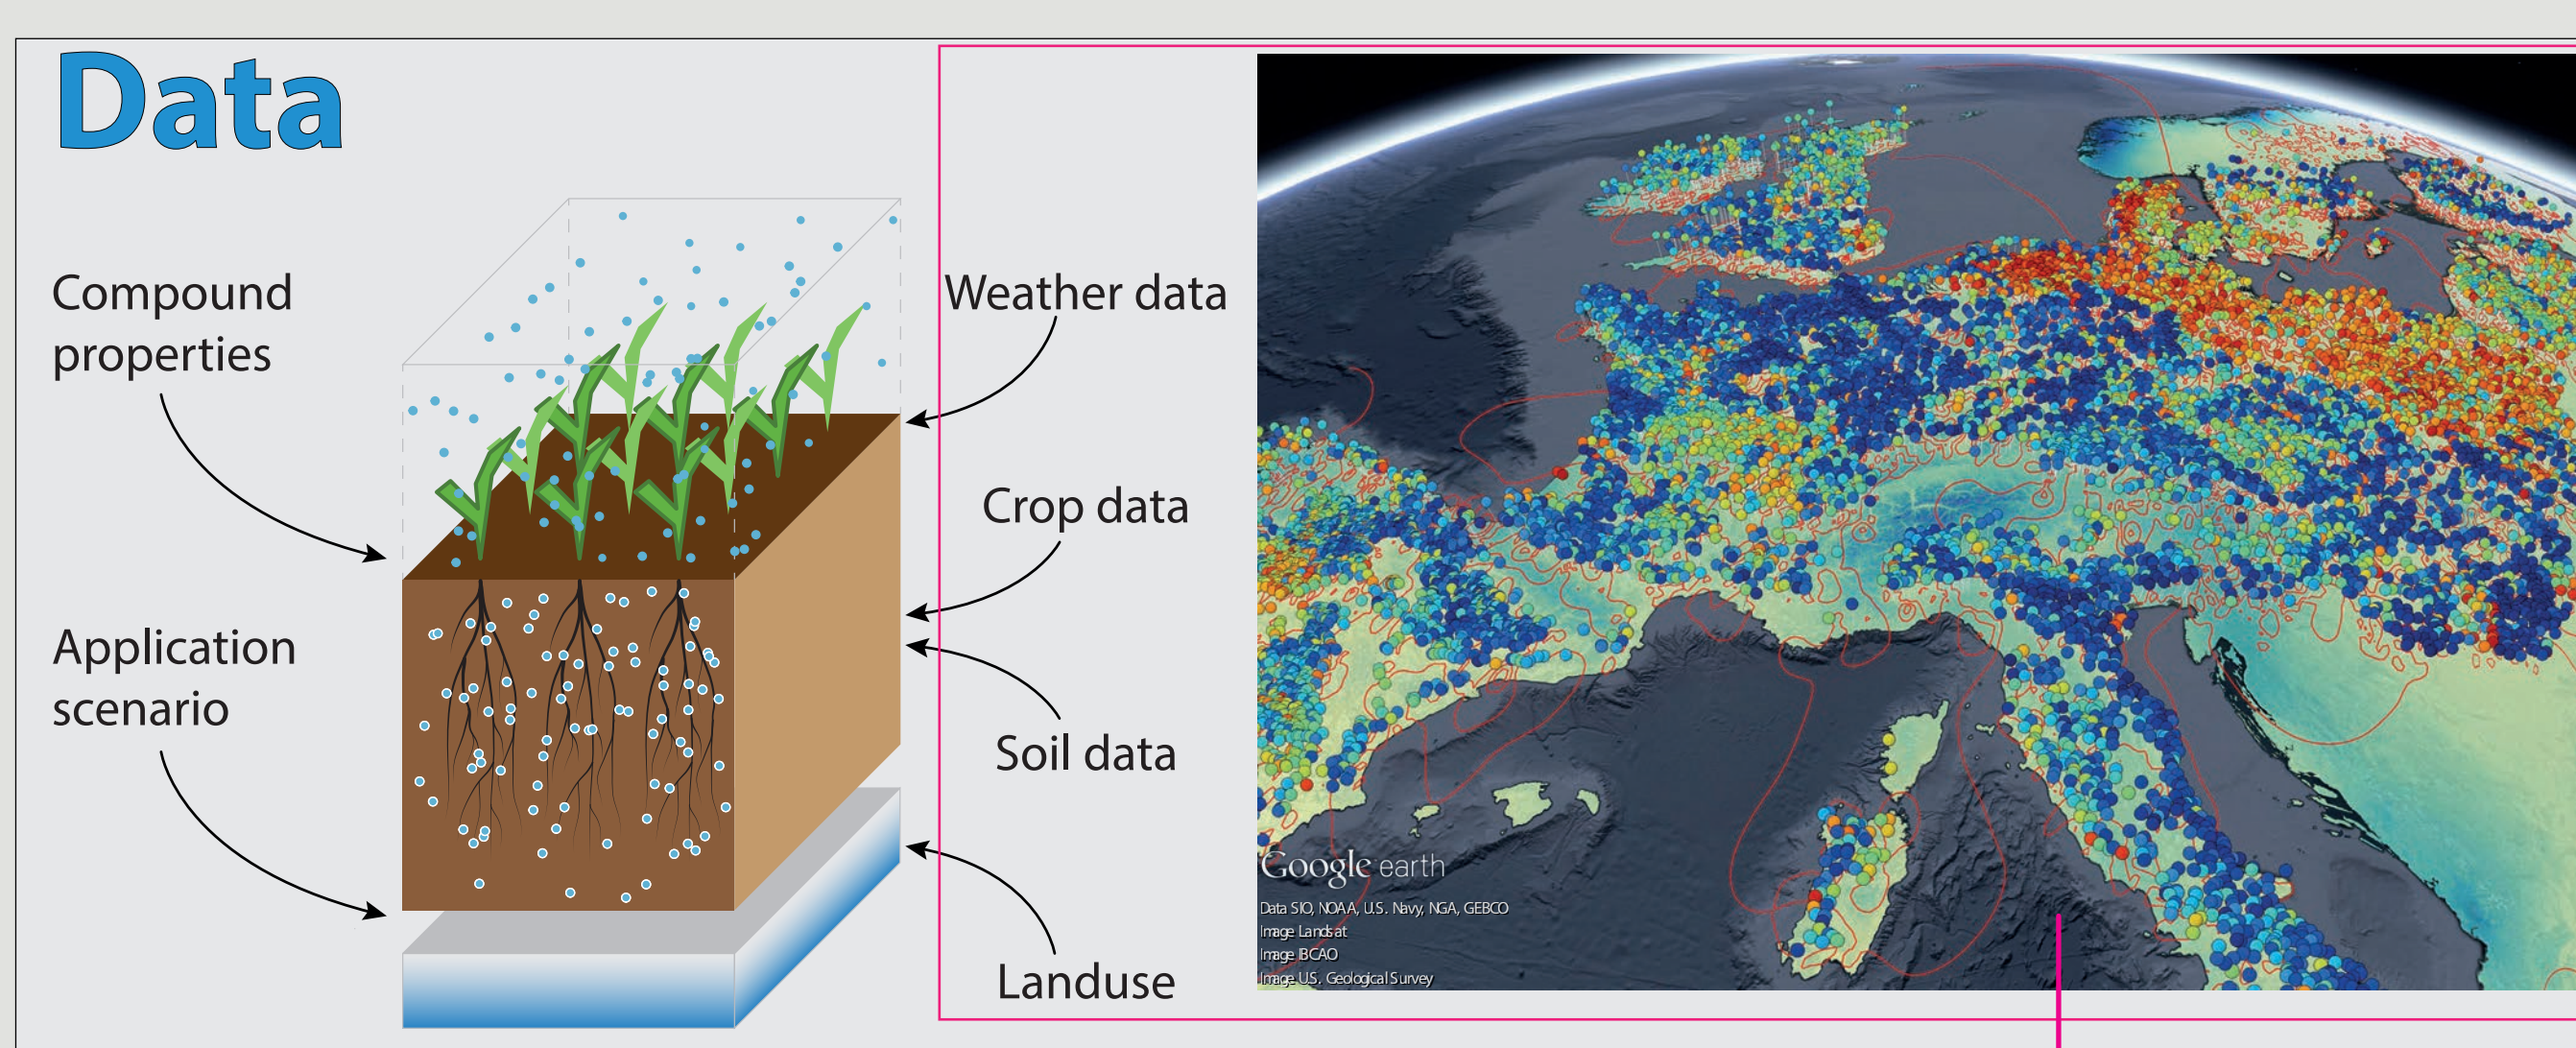 Data
Compound
properties
Application
scenario
Weather data
Crop data
Soil data
Landuse
Google earth
Data SIO, NOAA, U.S. Navy, NGA, GEBCO
Image Landsat
Image IBCAO
Image U.S. Geological Survey